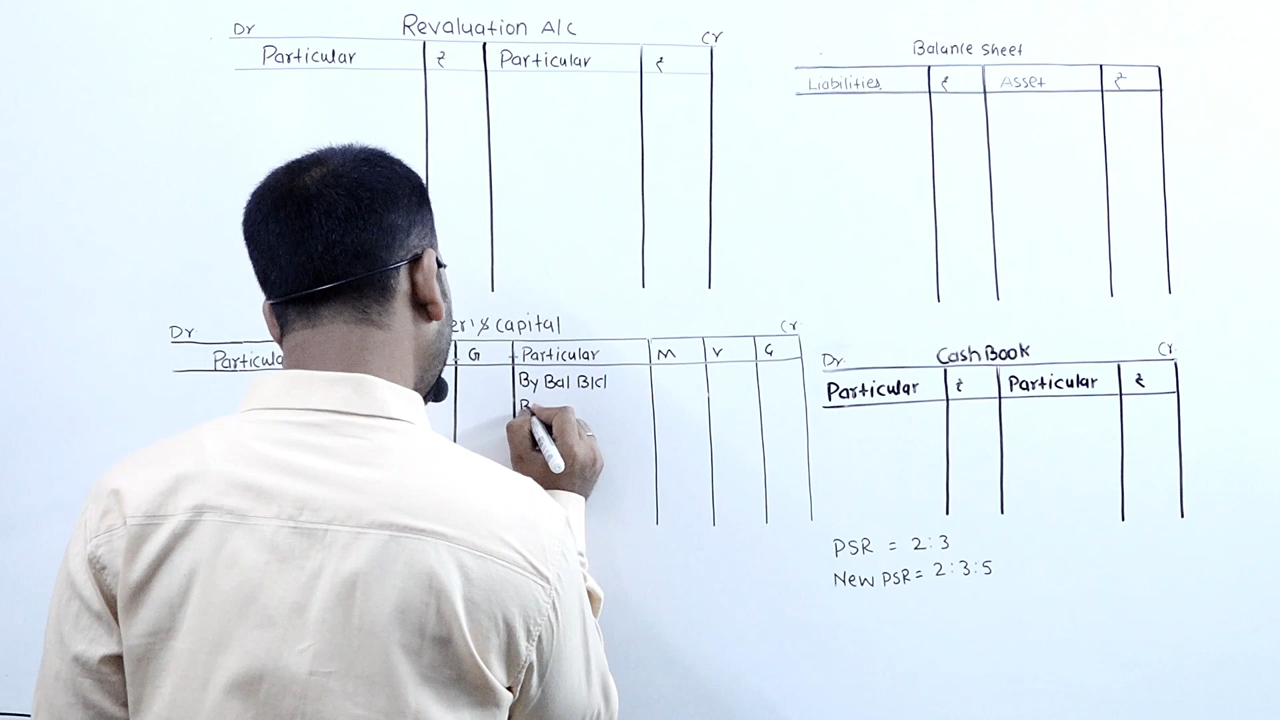 Dr Revaluation A/C Cr
Particular ₹ Particular ₹
Balance Sheet
Liabilities ₹ Asset ₹
Dr. er's capital Cr.
Particula G Particular M V G
By Bal B/d
B
Dr. Cash Book Cr.
Particular ₹ Particular ₹
PSR = 2:3
New PSR = 2:3:5